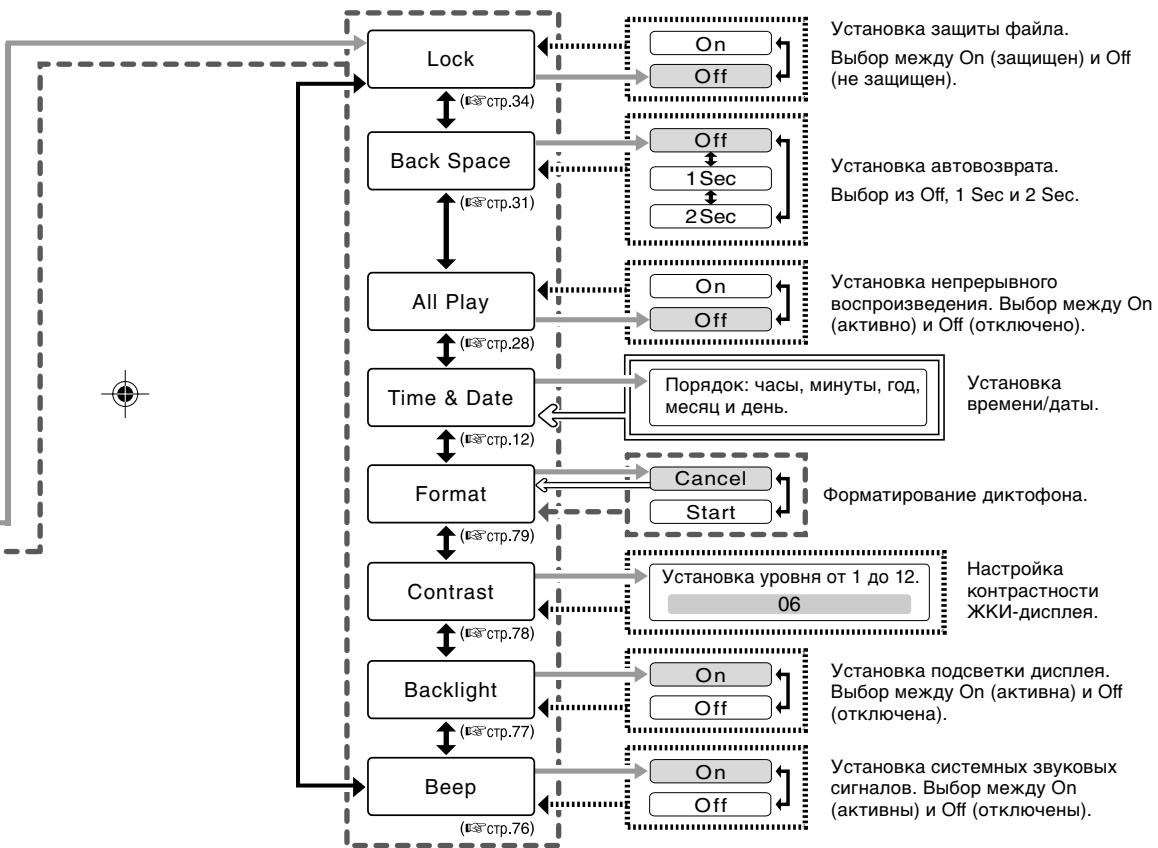 Lock
(☞стр.34)
On
Off
Установка защиты файла.
Выбор между On (защищен) и Off
(не защищен).
Back Space
(☞стр.31)
Off
1Sec
2Sec
Установка автовозврата.
Выбор из Off, 1 Sec и 2 Sec.
All Play
(☞стр.28)
On
Off
Установка непрерывного
воспроизведения. Выбор между On
(активно) и Off (отключено).
Time & Date
(☞стр.12)
Порядок: часы, минуты, год,
месяц и день.
Установка
времени/даты.
Format
(☞стр.79)
Cancel
Start
Форматирование диктофона.
Contrast
(☞стр.78)
Установка уровня от 1 до 12.
06
Настройка
контрастности
ЖКИ-дисплея.
Backlight
(☞стр.77)
On
Off
Установка подсветки дисплея.
Выбор между On (активна) и Off
(отключена).
Beep
(☞стр.76)
On
Off
Установка системных звуковых
сигналов. Выбор между On
(активны) и Off (отключены).